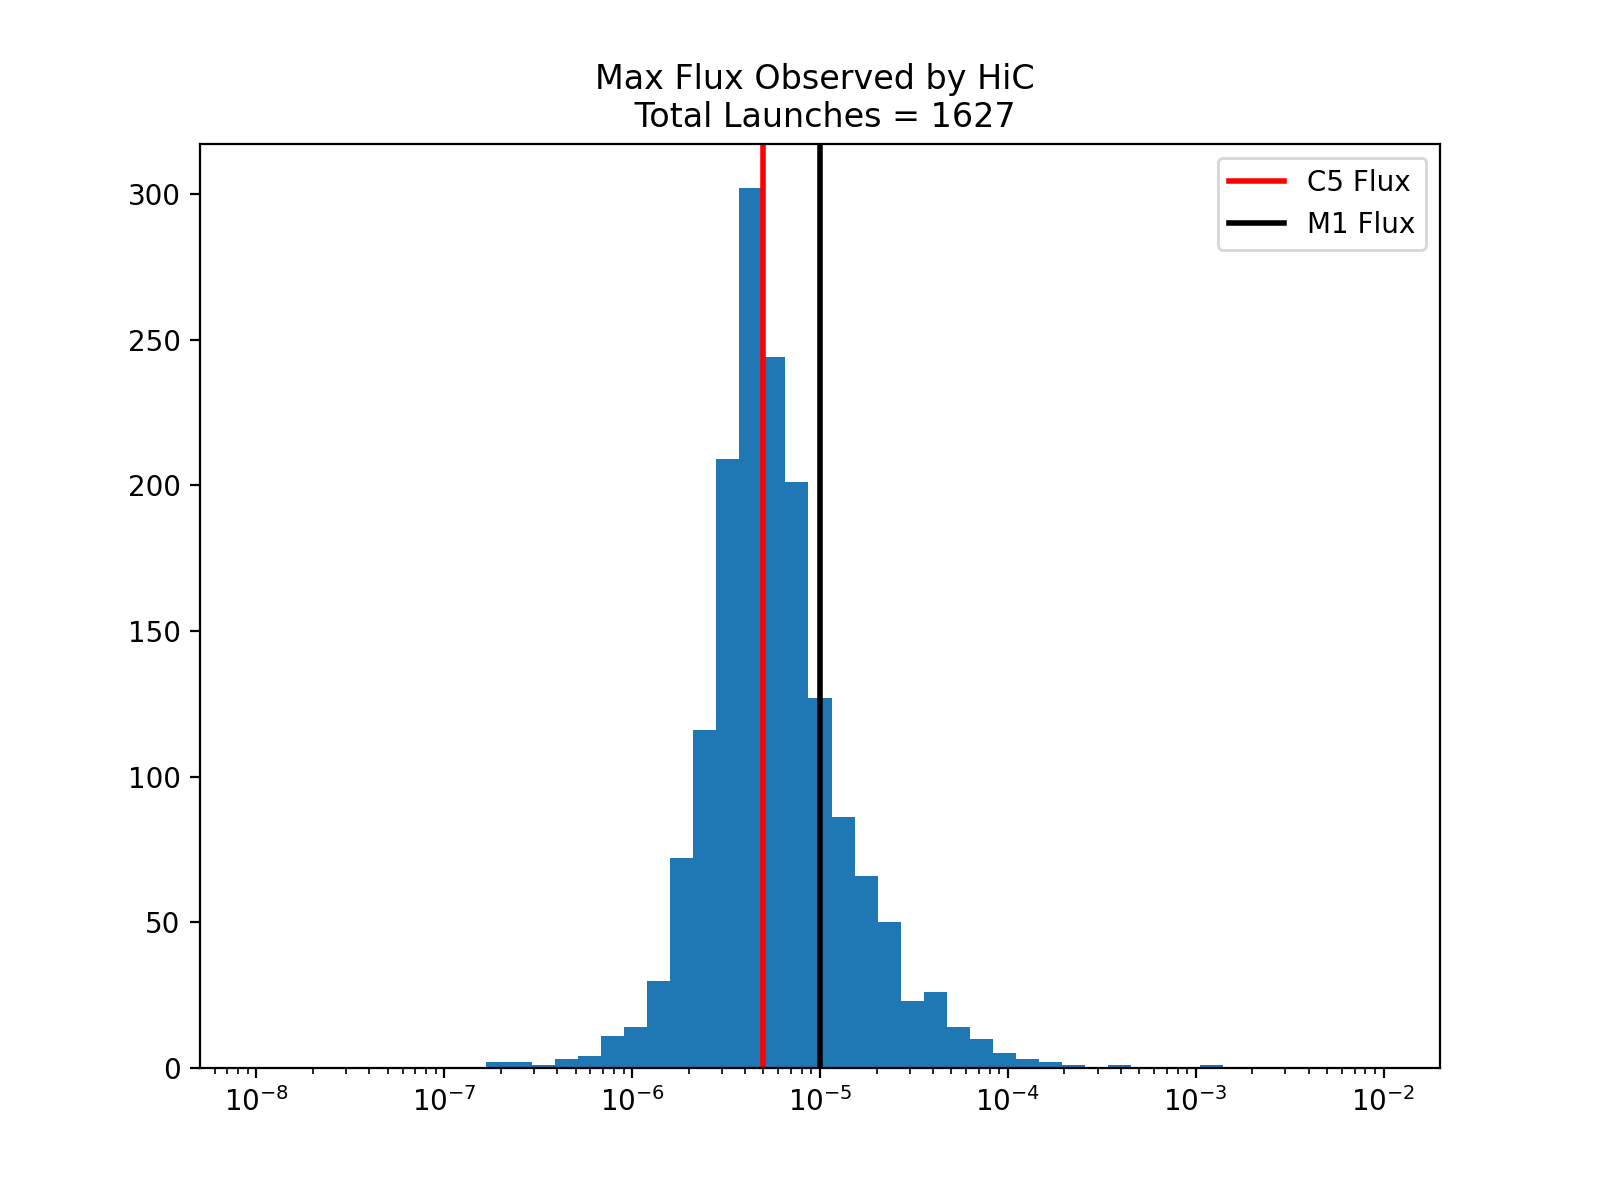 Max Flux Observed by HiC
Total Launches = 1627
C5 Flux
M1 Flux
300
250
200
150
100
50
0
10⁻⁸ 10⁻⁷ 10⁻⁶ 10⁻⁵ 10⁻⁴ 10⁻³ 10⁻²